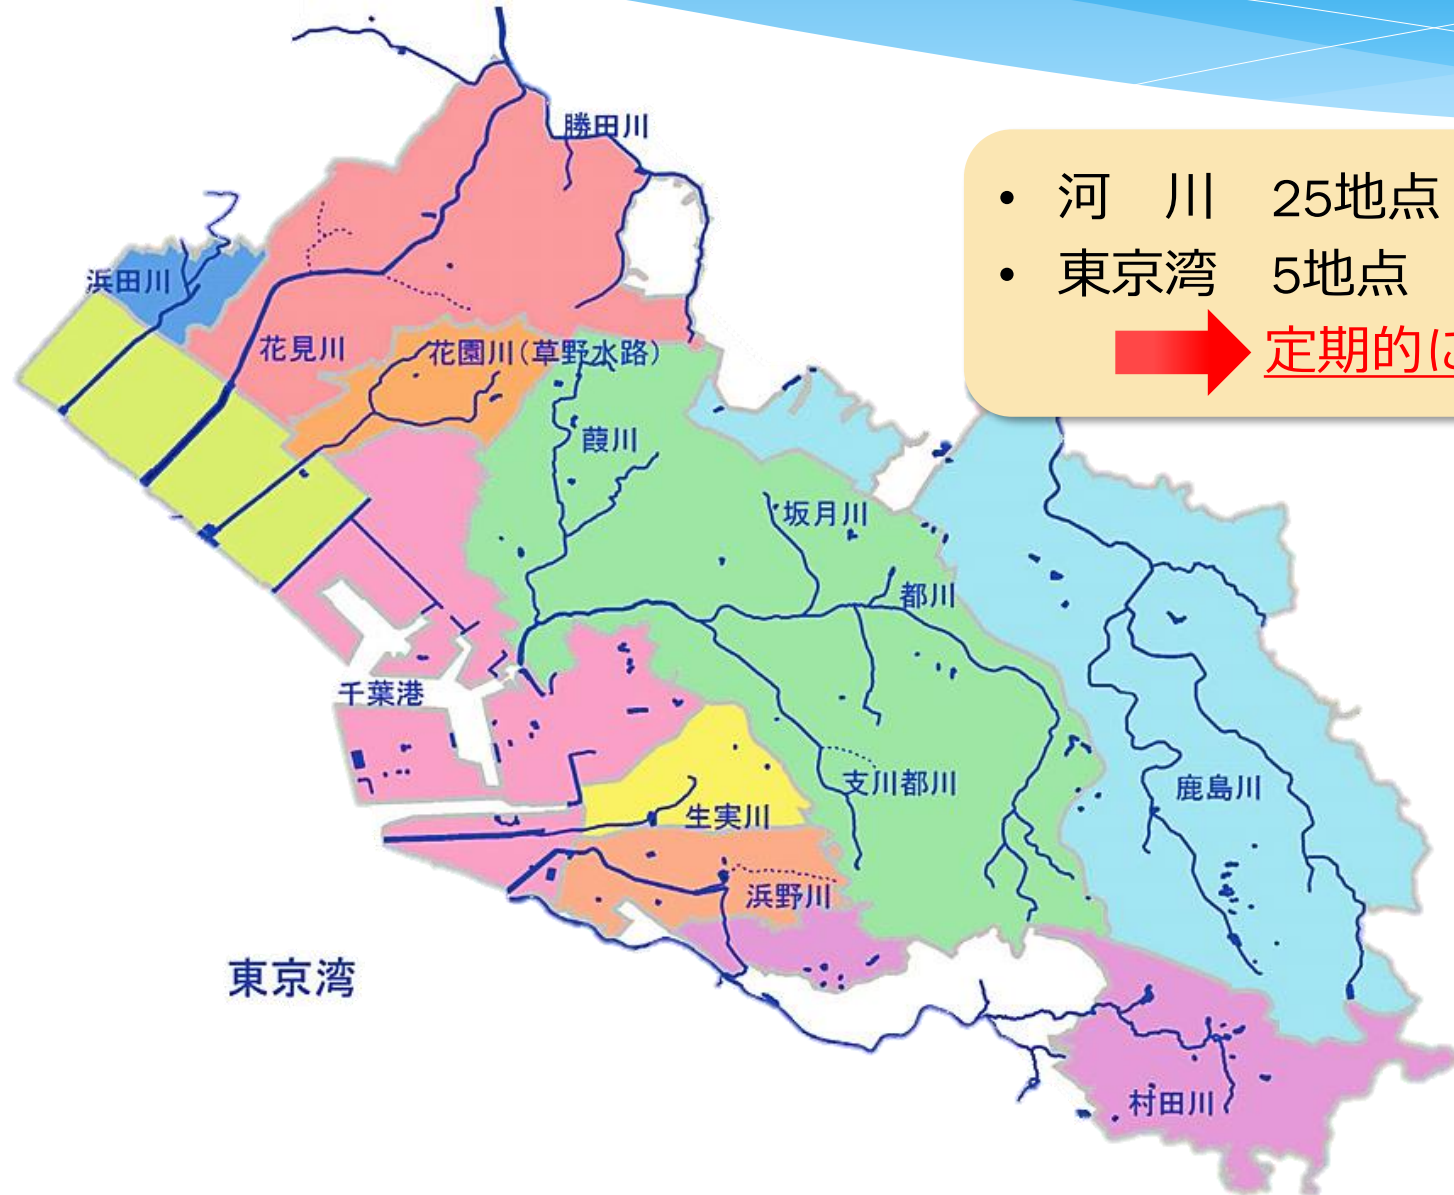 勝田川
• 河　川　25地点
• 東京湾　5地点
定期的に
浜田川
花見川
花園川(草野水路)
葭川
坂月川
都川
千葉港
支川都川
鹿島川
生実川
浜野川
東京湾
村田川